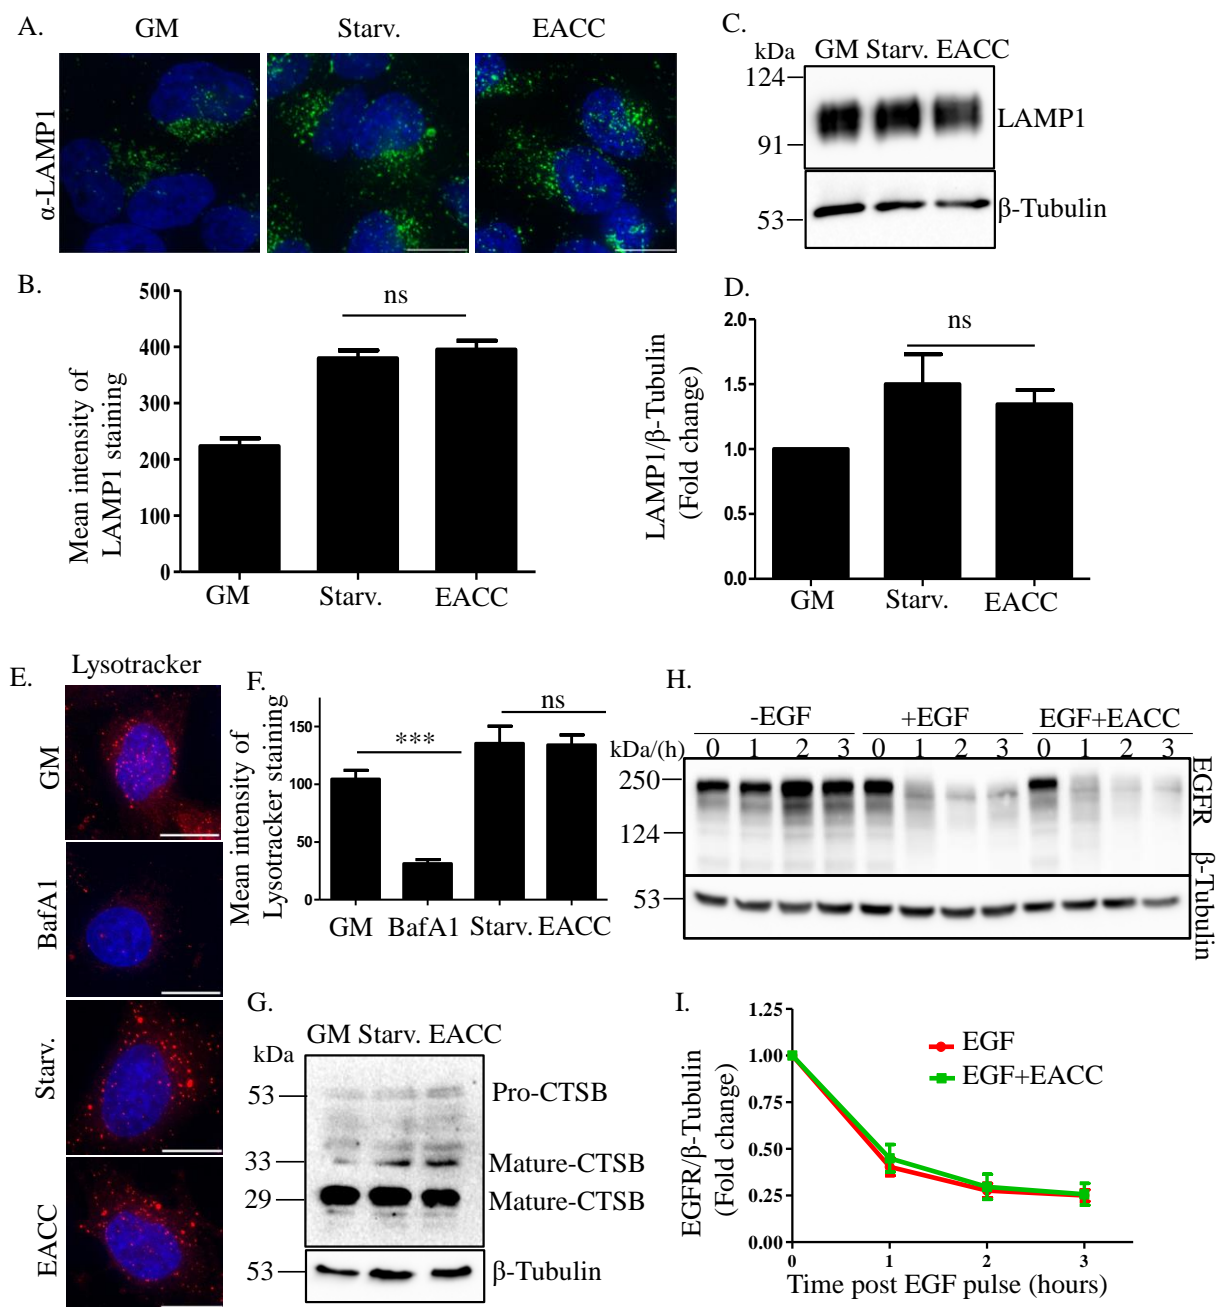 A.
GM Starv. EACC
α-LAMP1
C.
kDa GM Starv. EACC
124
91
LAMP1
53
β-Tubulin
B.
Mean intensity of
LAMP1 staining
500
400
300
200
100
0
ns
GM Starv. EACC
D.
LAMP1/β-Tubulin
(Fold change)
2.0
1.5
1.0
0.5
0.0
ns
GM Starv. EACC
E.
Lysotracker
GM
BafA1
Starv.
EACC
F.
Mean intensity of
Lysotracker staining
150
100
50
0
***
ns
GM BafA1 Starv. EACC
G.
GM Starv. EACC
kDa
53
Pro-CTSB
33
Mature-CTSB
29
Mature-CTSB
53
β-Tubulin
H.
-EGF +EGF EGF+EACC
kDa/(h) 0 1 2 3 0 1 2 3 0 1 2 3
250
124
53
EGFR
β-Tubulin
I.
EGFR/β-Tubulin
(Fold change)
1.25
1.00
0.75
0.50
0.25
0.00
EGF
EGF+EACC
0 1 2 3
Time post EGF pulse (hours)